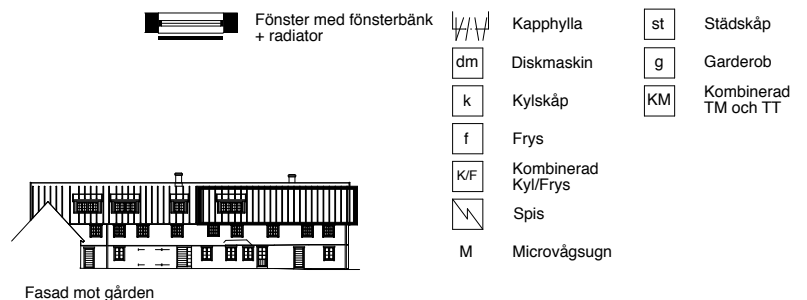 Fönster med fönsterbänk
+ radiator
Kapphylla
dm Diskmaskin
k Kylskåp
f Frys
K/F Kombinerad
Kyl/Frys
Spis
M Microvågsugn
st Städskåp
g Garderob
KM Kombinerad
TM och TT
Fasad mot gården